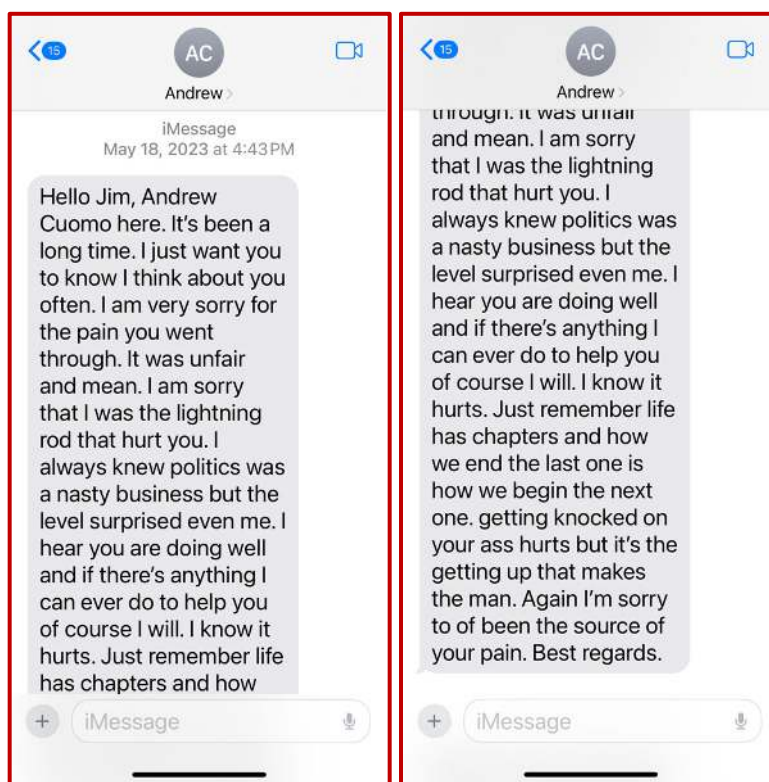 15
AC
Andrew >
iMessage
May 18, 2023 at 4:43 PM
Hello Jim, Andrew
Cuomo here. It's been a
long time. I just want you
to know I think about you
often. I am very sorry for
the pain you went
through. It was unfair
and mean. I am sorry
that I was the lightning
rod that hurt you. I
always knew politics was
a nasty business but the
level surprised even me. I
hear you are doing well
and if there's anything I
can ever do to help you
of course I will. I know it
hurts. Just remember life
has chapters and how
+ iMessage
15
AC
Andrew >
through. It was unfair
and mean. I am sorry
that I was the lightning
rod that hurt you. I
always knew politics was
a nasty business but the
level surprised even me. I
hear you are doing well
and if there's anything I
can ever do to help you
of course I will. I know it
hurts. Just remember life
has chapters and how
we end the last one is
how we begin the next
one. getting knocked on
your ass hurts but it's the
getting up that makes
the man. Again I'm sorry
to of been the source of
your pain. Best regards.
+ iMessage